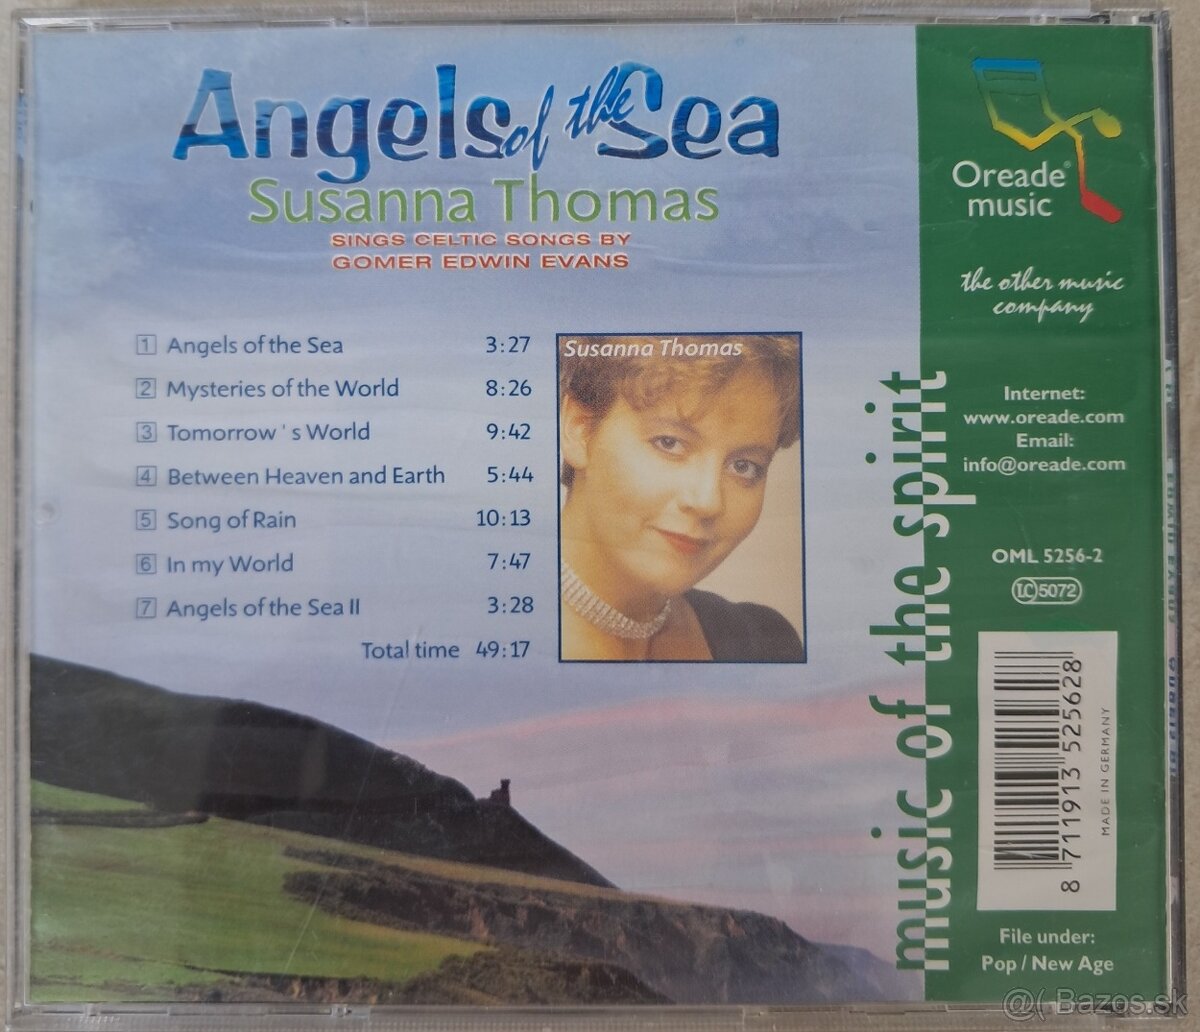 Angels of the Sea
Susanna Thomas
SINGS CELTIC SONGS BY
GOMER EDWIN EVANS
1 Angels of the Sea 3:27
2 Mysteries of the World 8:26
3 Tomorrow ' s World 9:42
4 Between Heaven and Earth 5:44
5 Song of Rain 10:13
6 In my World 7:47
7 Angels of the Sea II 3:28
Total time 49:17
Susanna Thomas
music of the spirit
Oreade®
music
the other music
company
Internet:
www.oreade.com
Email:
info@oreade.com
OML 5256-2
LC 5072
8 711913 525628
MADE IN GERMANY
File under:
Pop / New Age
@( Bazos.sk